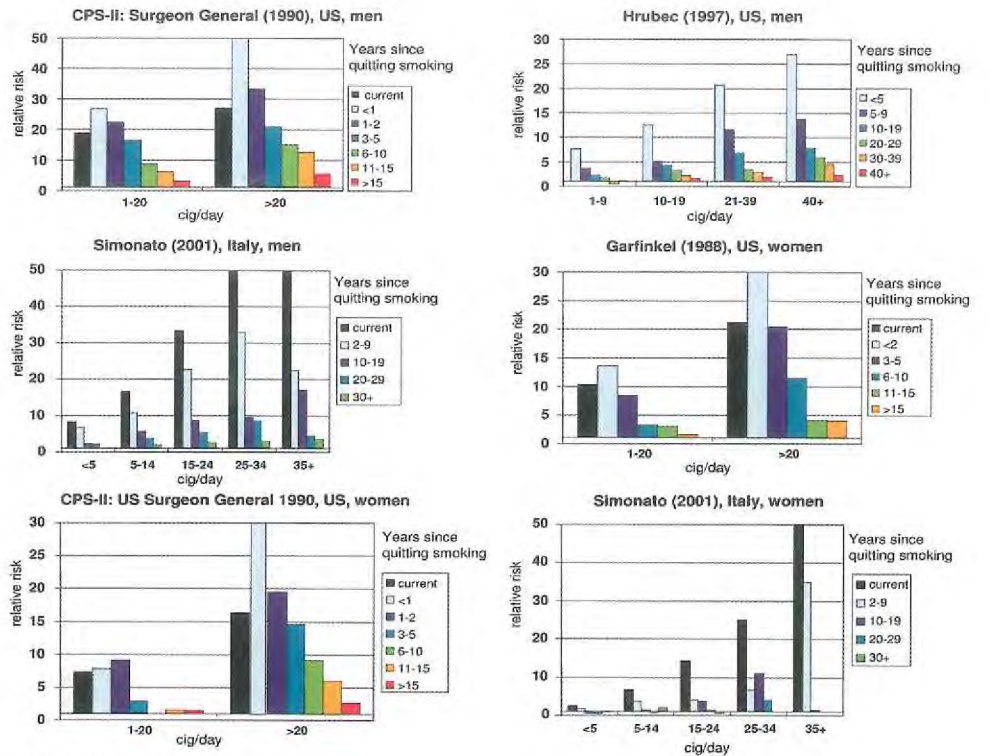 CPS-II: Surgeon General (1990), US, men
50
40
30
20
10
0
relative risk
1-20
>20
cig/day
Years since
quitting smoking
current
<1
1-2
3-5
6-10
11-15
>15
Hrubec (1997), US, men
30
25
20
15
10
5
0
relative risk
1-9
10-19
21-39
40+
cig/day
Years since
quitting smoking
<5
5-9
10-19
20-29
30-39
40+
Simonato (2001), Italy, men
50
40
30
20
10
0
relative risk
<5
5-14
15-24
25-34
35+
cig/day
Years since
quitting smoking
current
2-9
10-19
20-29
30+
Garfinkel (1988), US, women
30
25
20
15
10
5
0
relative risk
1-20
>20
cig/day
Years since
quitting smoking
current
<2
3-5
6-10
11-15
>15
CPS-II: US Surgeon General 1990, US, women
30
25
20
15
10
5
0
relative risk
1-20
>20
cig/day
Years since
quitting smoking
current
<1
1-2
3-5
6-10
11-15
>15
Simonato (2001), Italy, women
50
40
30
20
10
0
relative risk
<5
5-14
15-24
25-34
35+
cig/day
Years since
quitting smoking
current
2-9
10-19
20-29
30+